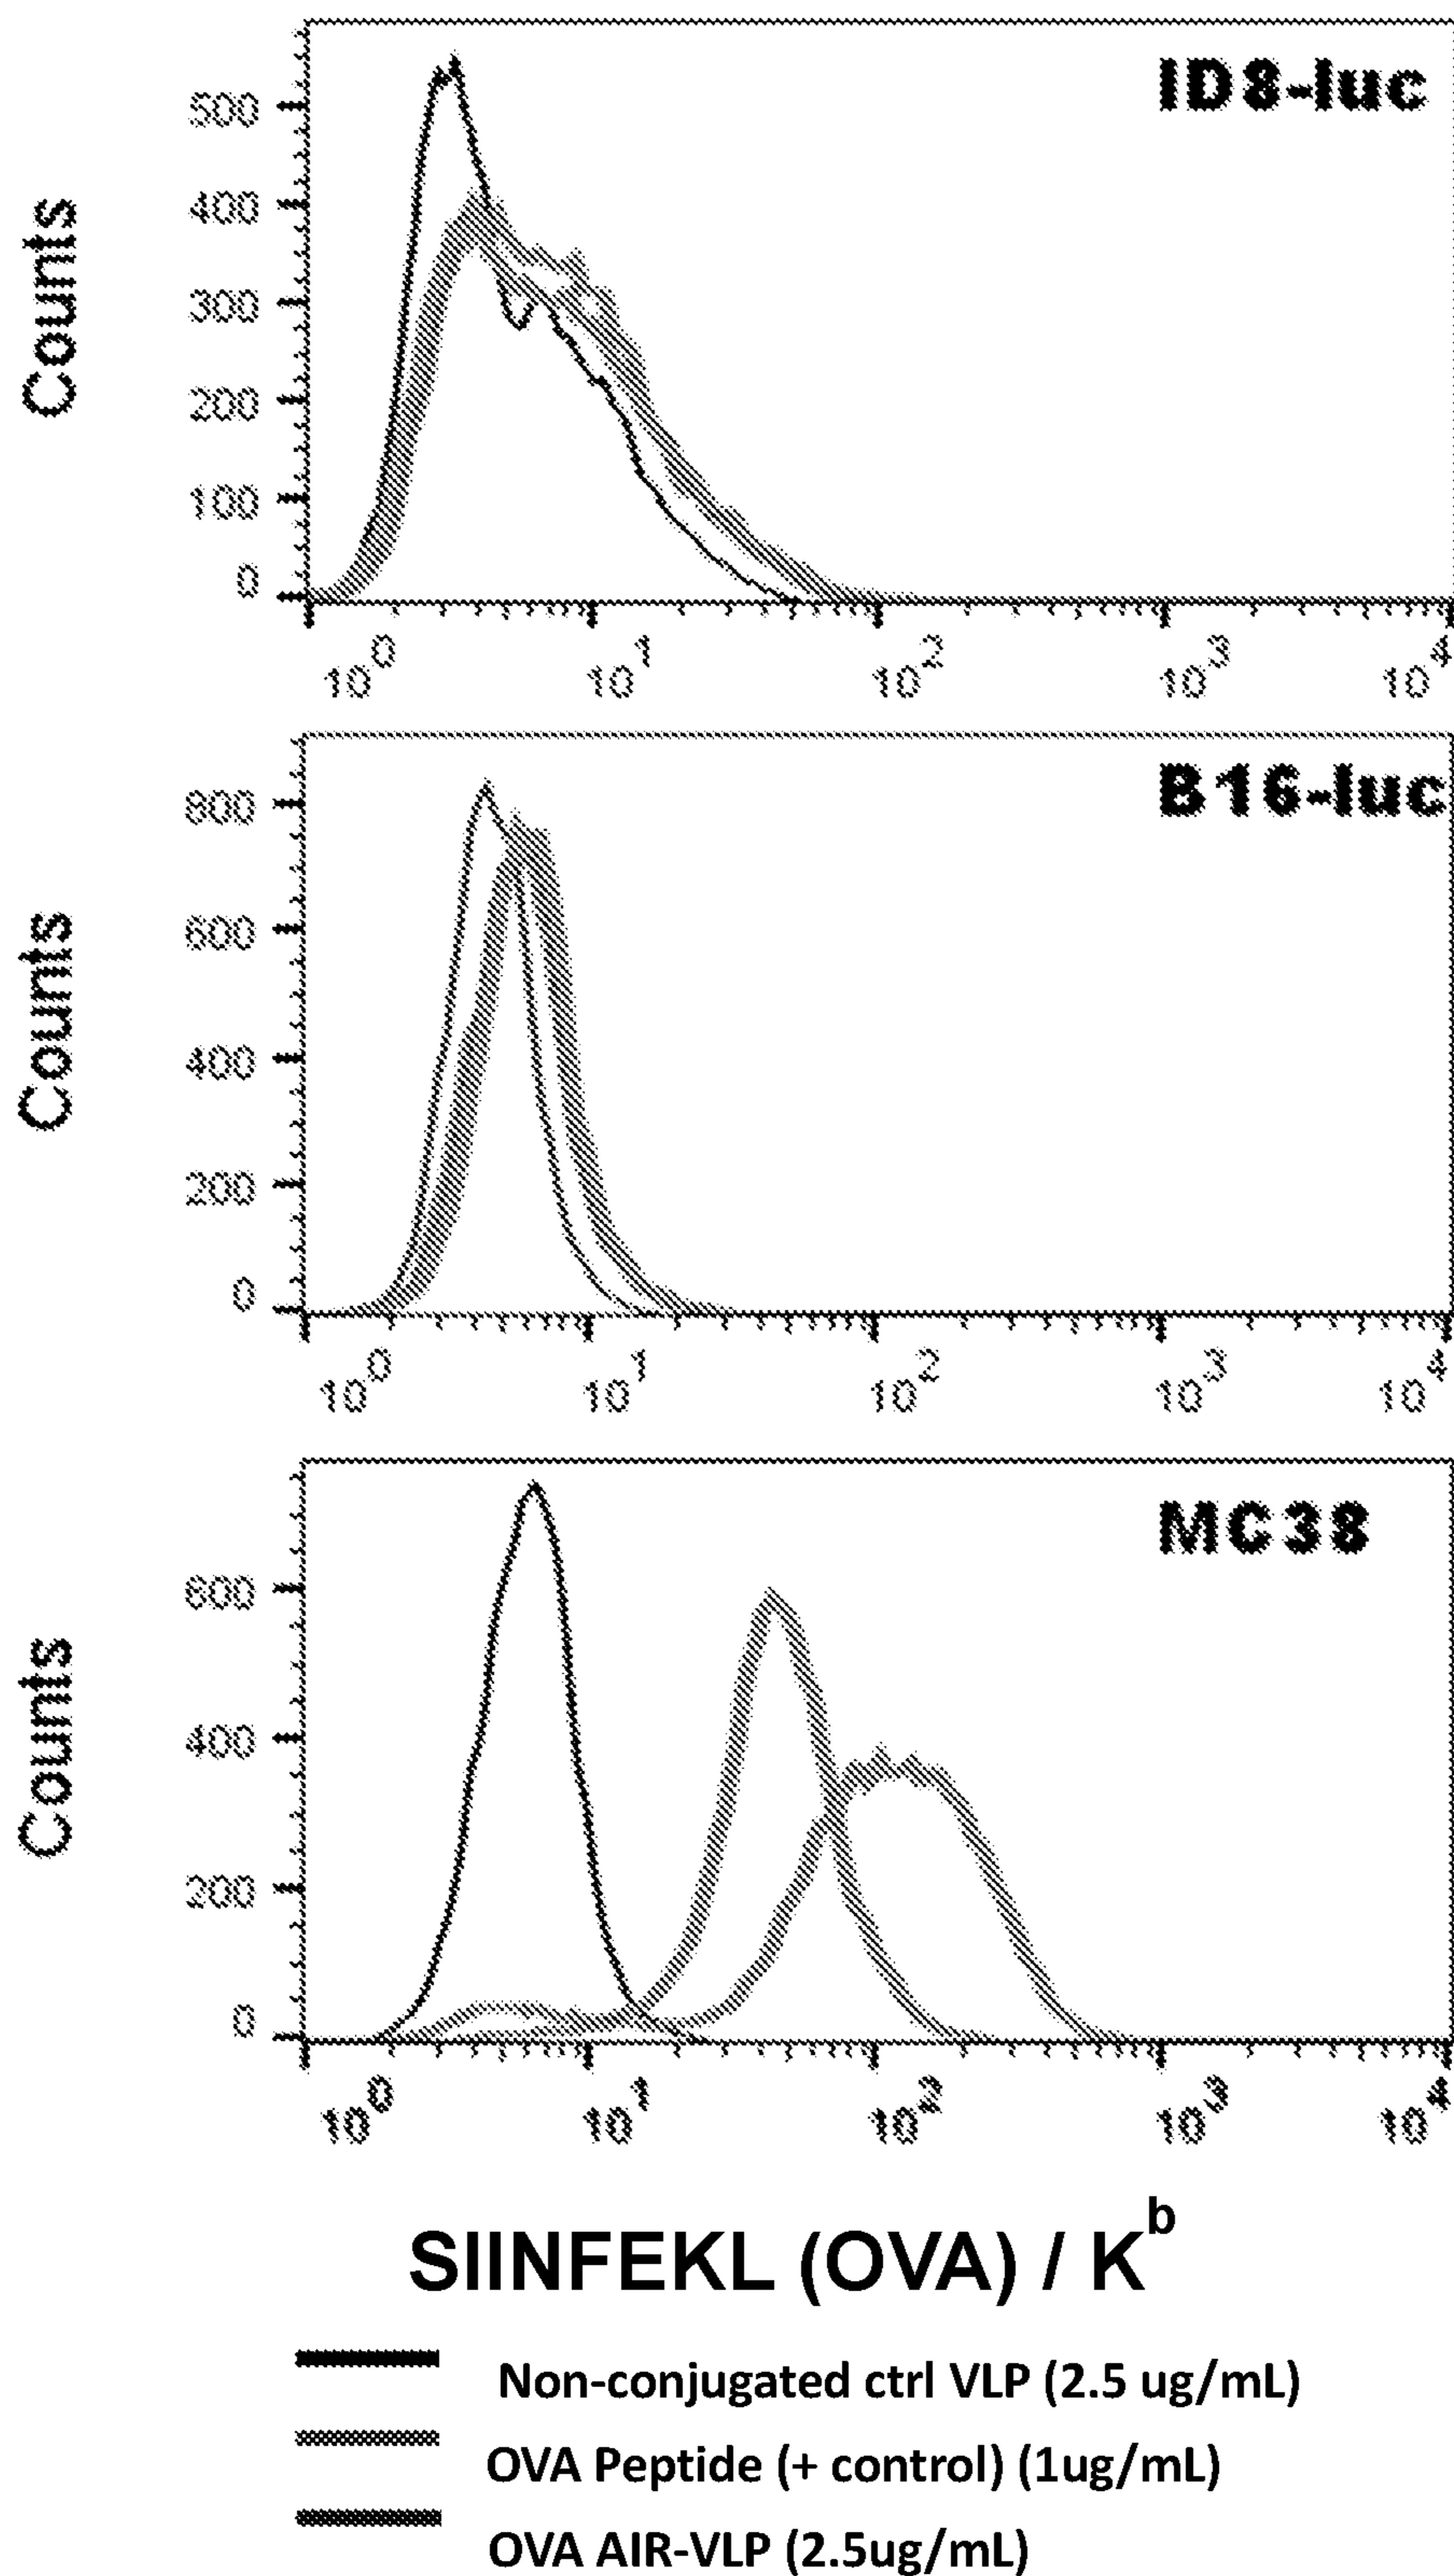 ID8-luc
Counts
500
400
300
200
100
0
10^0 10^1 10^2 10^3 10^4
B16-luc
Counts
800
600
400
200
0
10^0 10^1 10^2 10^3 10^4
MC38
Counts
600
400
200
0
10^0 10^1 10^2 10^3 10^4
SIINFEKL (OVA) / K^b
Non-conjugated ctrl VLP (2.5 ug/mL)
OVA Peptide (+ control) (1ug/mL)
OVA AIR-VLP (2.5ug/mL)